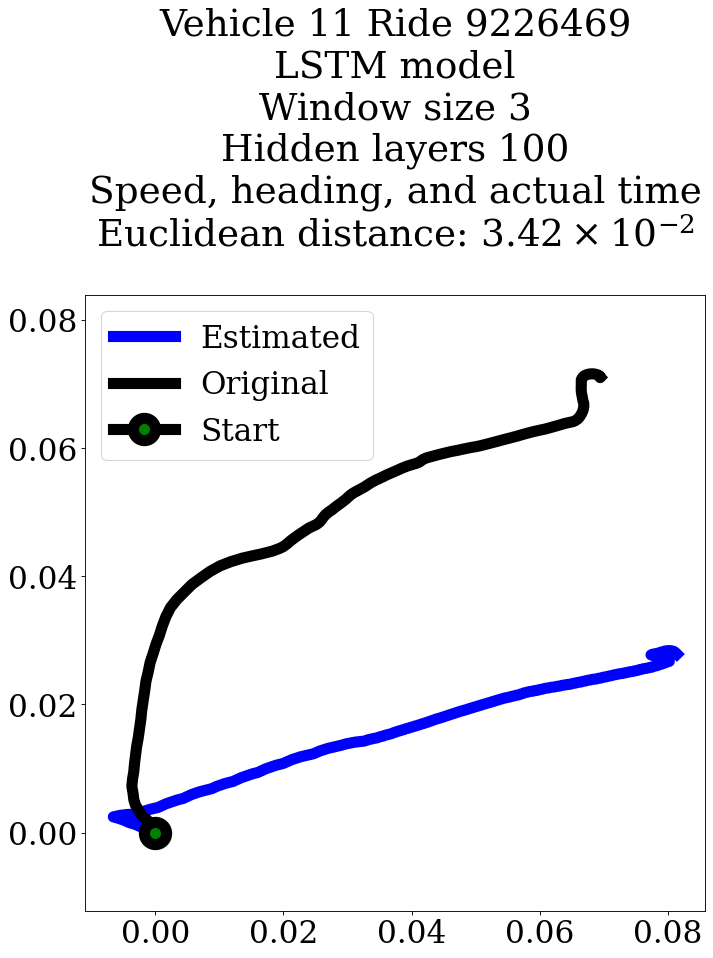 Vehicle 11 Ride 9226469
LSTM model
Window size 3
Hidden layers 100
Speed, heading, and actual time
Euclidean distance: 3.42 × 10⁻²
Estimated
Original
Start
0.08
0.06
0.04
0.02
0.00
0.00 0.02 0.04 0.06 0.08